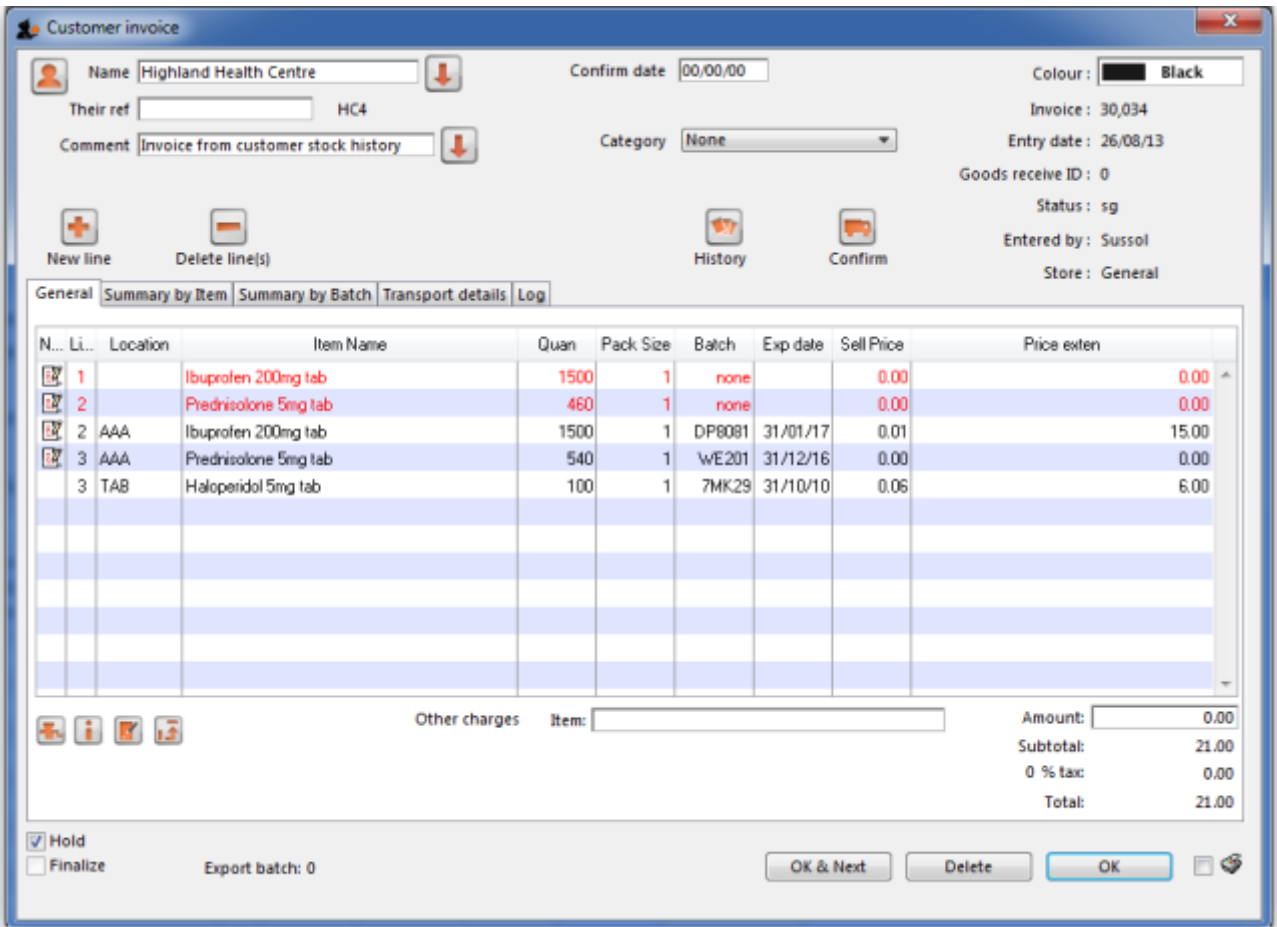 Customer invoice
Name Highland Health Centre Confirm date 00/00/00 Colour : Black
Their ref HC4 Invoice : 30,034
Comment Invoice from customer stock history Category None Entry date : 26/08/13
Goods receive ID : 0
Status : sg
New line Delete line(s) History Confirm Entered by : Sussol
Store : General
General Summary by Item Summary by Batch Transport details Log
N... Li... Location Item Name Quan Pack Size Batch Exp date Sell Price Price exten
1 Ibuprofen 200mg tab 1500 1 none 0.00 0.00
2 Prednisolone 5mg tab 460 1 none 0.00 0.00
2 AAA Ibuprofen 200mg tab 1500 1 DP8081 31/01/17 0.01 15.00
3 AAA Prednisolone 5mg tab 540 1 WE201 31/12/16 0.00 0.00
3 TAB Haloperidol 5mg tab 100 1 7MK29 31/10/10 0.06 6.00
Other charges Item: Amount: 0.00
Subtotal: 21.00
0 % tax: 0.00
Total: 21.00
Hold
Finalize Export batch: 0 OK & Next Delete OK